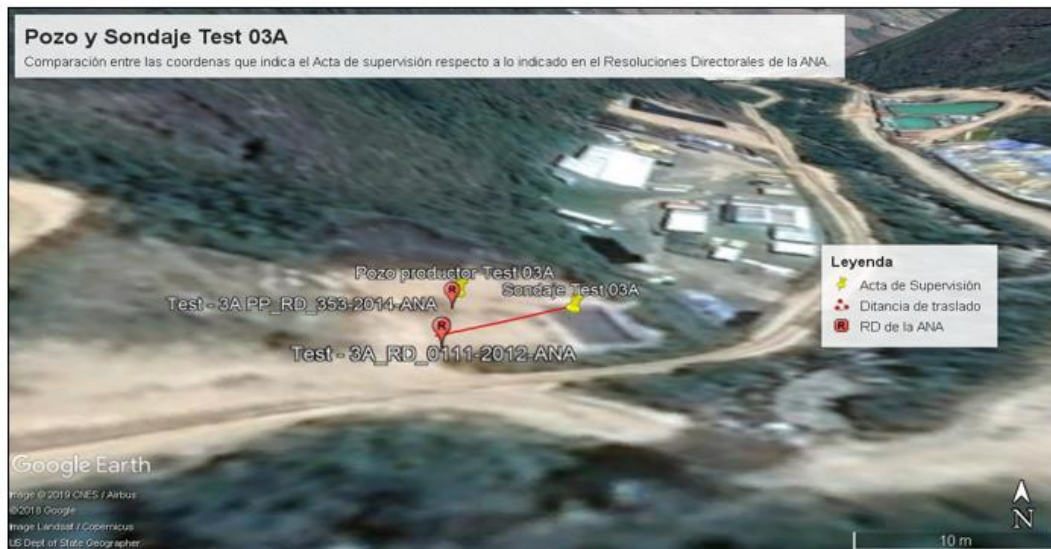 Pozo y Sondaje Test 03A
Comparación entre las coordenas que indica el Acta de supervisión respecto a lo indicado en el Resoluciones Directorales de la ANA.
Pozo productor Test 03A
Test - 3A PP_RD_353-2014-ANA
Sondaje Test 03A
Test - 3A_RD_0111-2012-ANA
Leyenda
Acta de Supervisión
Ditancia de traslado
R RD de la ANA
R
R
Google Earth
Image © 2019 CNES / Airbus
©2018 Google
Image Landsat / Copernicus
US Dept of State Geographer
N
10 m